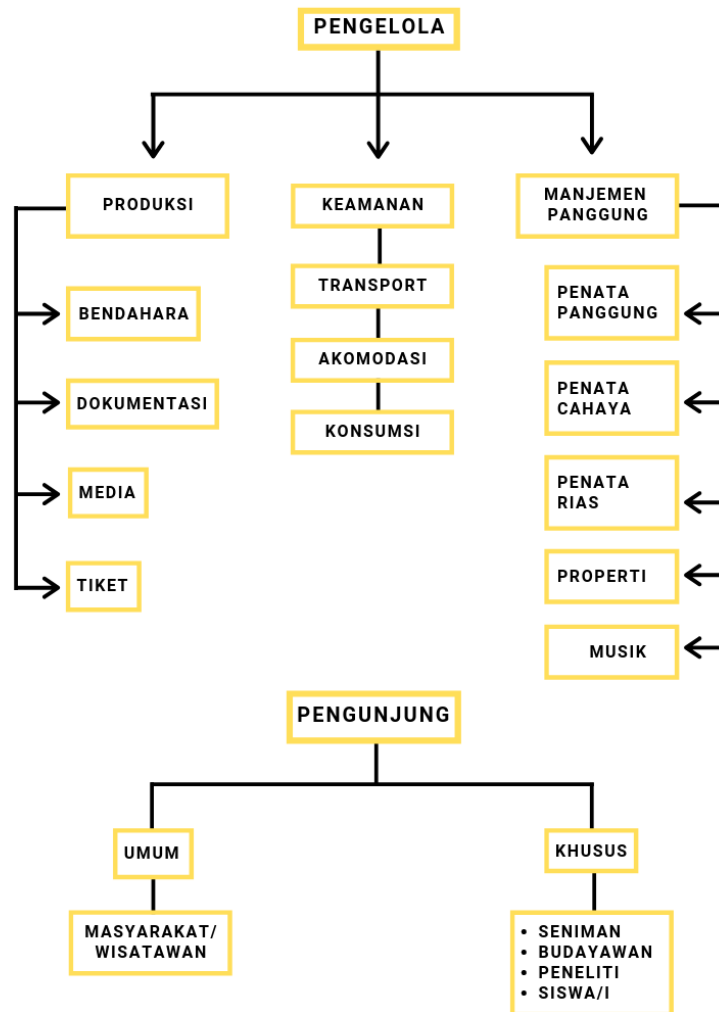 PENGELOLA
PRODUKSI
KEAMANAN
MANJEMEN
PANGGUNG
BENDAHARA
DOKUMENTASI
MEDIA
TIKET
TRANSPORT
AKOMODASI
KONSUMSI
PENATA
PANGGUNG
PENATA
CAHAYA
PENATA
RIAS
PROPERTI
MUSIK
PENGUNJUNG
UMUM
MASYARAKAT/
WISATAWAN
KHUSUS
• SENIMAN
• BUDAYAWAN
• PENELITI
• SISWA/I